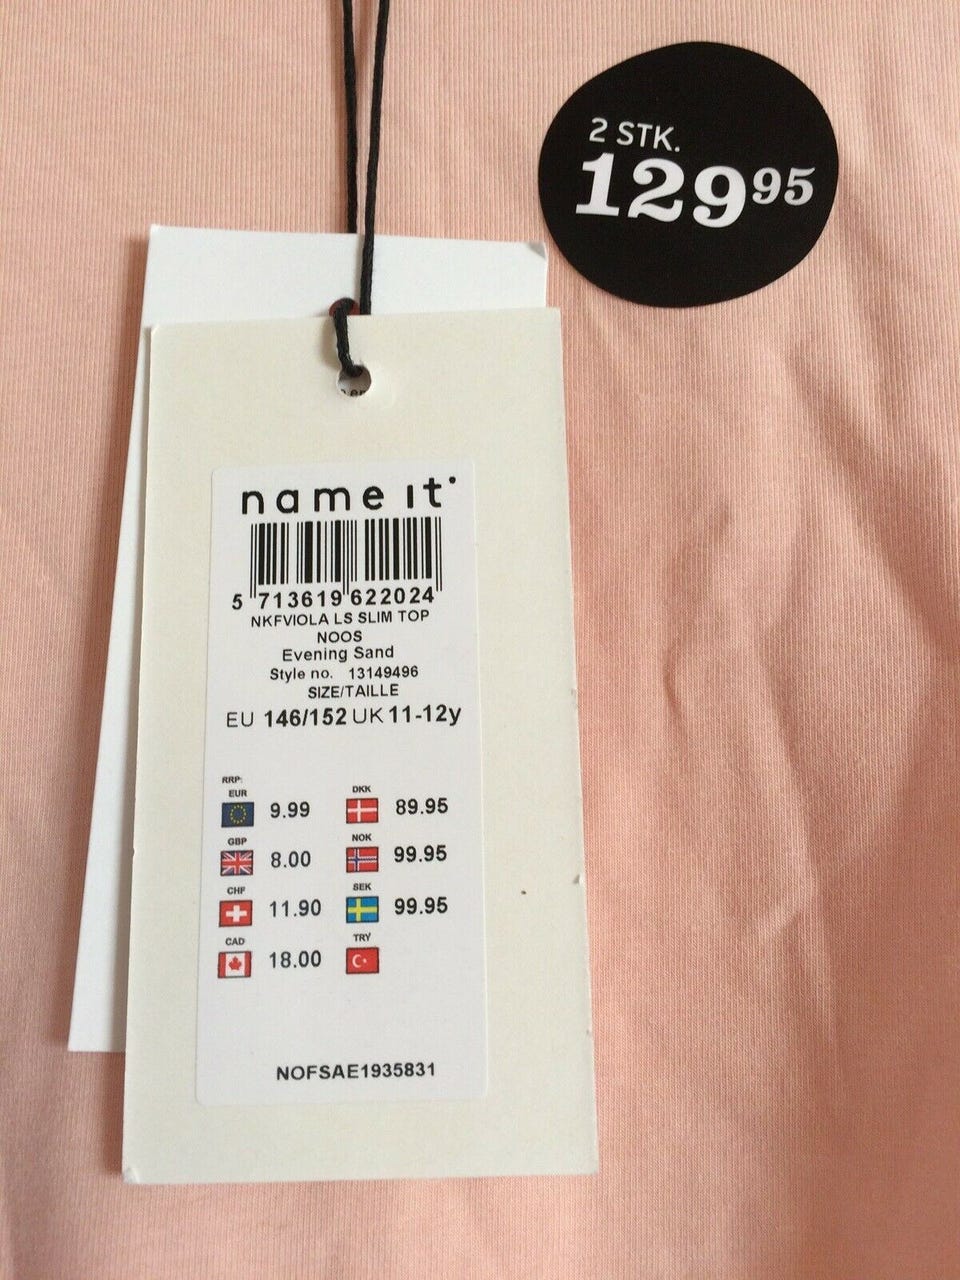 2 STK.
129 95
name it
5 713619 622024
NKFVIOLA LS SLIM TOP
NOOS
Evening Sand
Style no. 13149496
SIZE/TAILLE
EU 146/152 UK 11-12y
RRP:
EUR 9.99
DKK 89.95
GBP 8.00
NOK 99.95
CHF 11.90
SEK 99.95
CAD 18.00
TRY
NOFSAE1935831